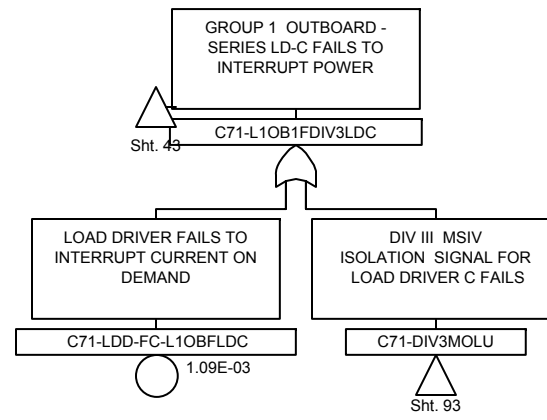 GROUP 1 OUTBOARD -
SERIES LD-C FAILS TO
INTERRUPT POWER
C71-L1OB1FDIV3LDC
Sht. 43
LOAD DRIVER FAILS TO
INTERRUPT CURRENT ON
DEMAND
C71-LDD-FC-L1OBFLDC
1.09E-03
DIV III MSIV
ISOLATION SIGNAL FOR
LOAD DRIVER C FAILS
C71-DIV3MOLU
Sht. 93